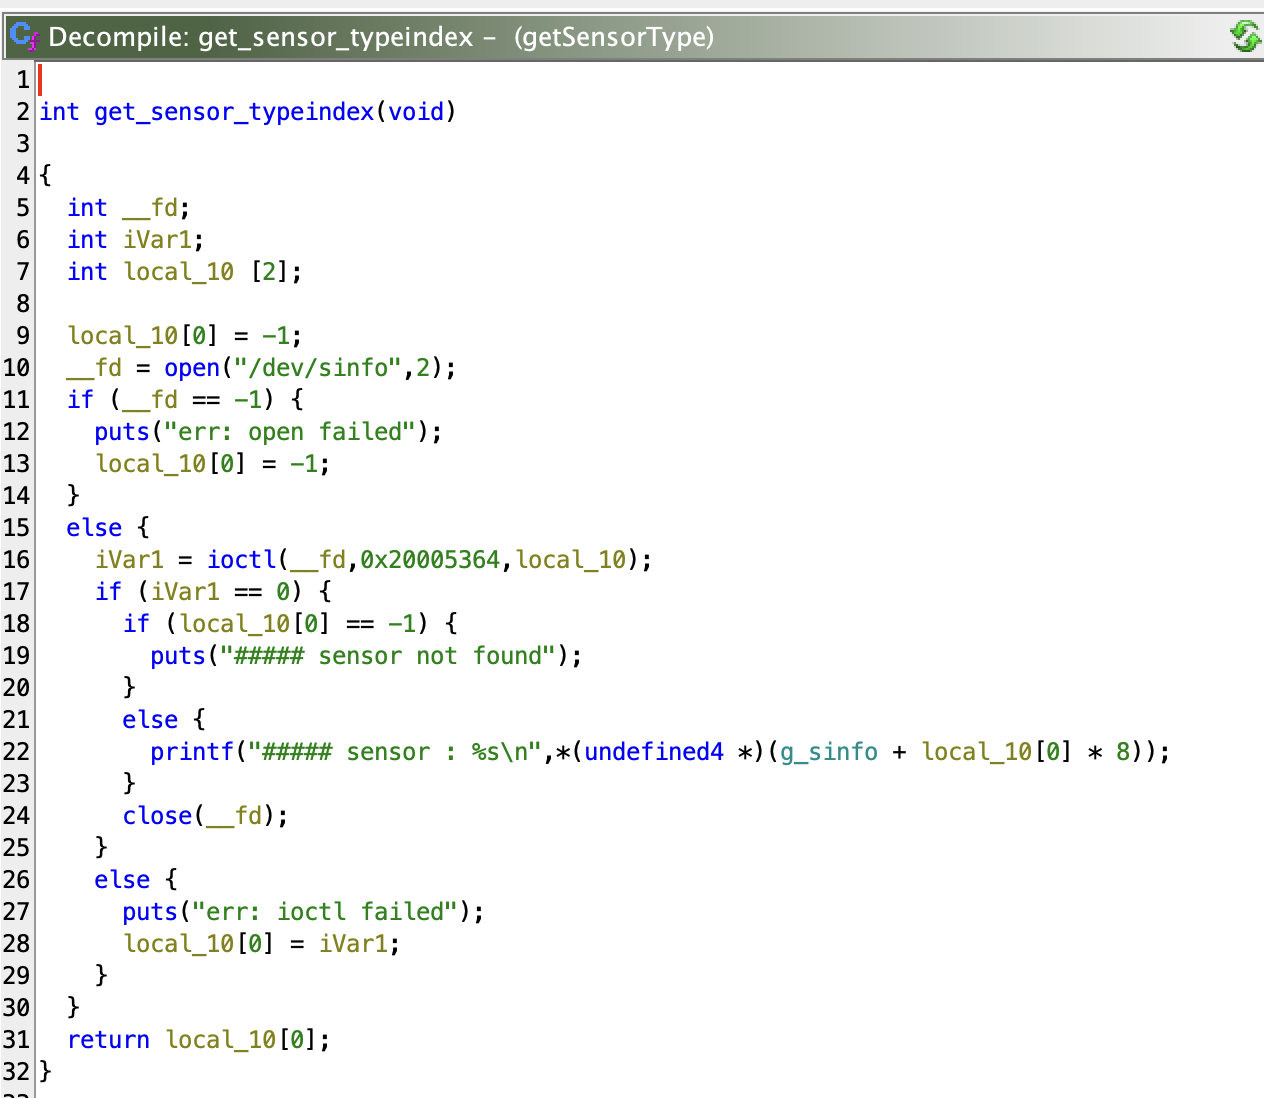 Decompile: get_sensor_typeindex – (getSensorType)
1
2 int get_sensor_typeindex(void)
3
4 {
5   int __fd;
6   int iVar1;
7   int local_10 [2];
8
9   local_10[0] = -1;
10   __fd = open("/dev/sinfo",2);
11   if (__fd == -1) {
12     puts("err: open failed");
13     local_10[0] = -1;
14   }
15   else {
16     iVar1 = ioctl(__fd,0x20005364,local_10);
17     if (iVar1 == 0) {
18       if (local_10[0] == -1) {
19         puts("##### sensor not found");
20       }
21       else {
22         printf("##### sensor : %s\n",*(undefined4 *)(g_sinfo + local_10[0] * 8));
23       }
24       close(__fd);
25     }
26     else {
27       puts("err: ioctl failed");
28       local_10[0] = iVar1;
29     }
30   }
31   return local_10[0];
32 }